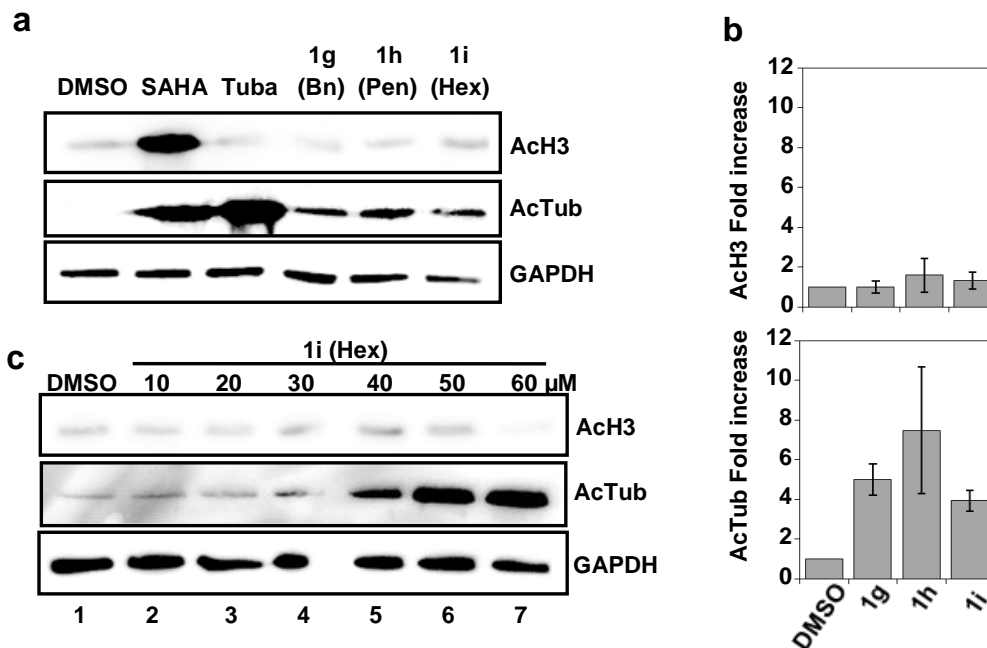 a
1g 1h 1i
DMSO SAHA Tuba (Bn) (Pen) (Hex)
AcH3
AcTub
GAPDH
b
12
10
8
6
4
2
0
AcH3 Fold increase
12
10
8
6
4
2
0
AcTub Fold increase
DMSO 1g 1h 1i
c
1i (Hex)
DMSO 10 20 30 40 50 60 µM
AcH3
AcTub
GAPDH
1 2 3 4 5 6 7